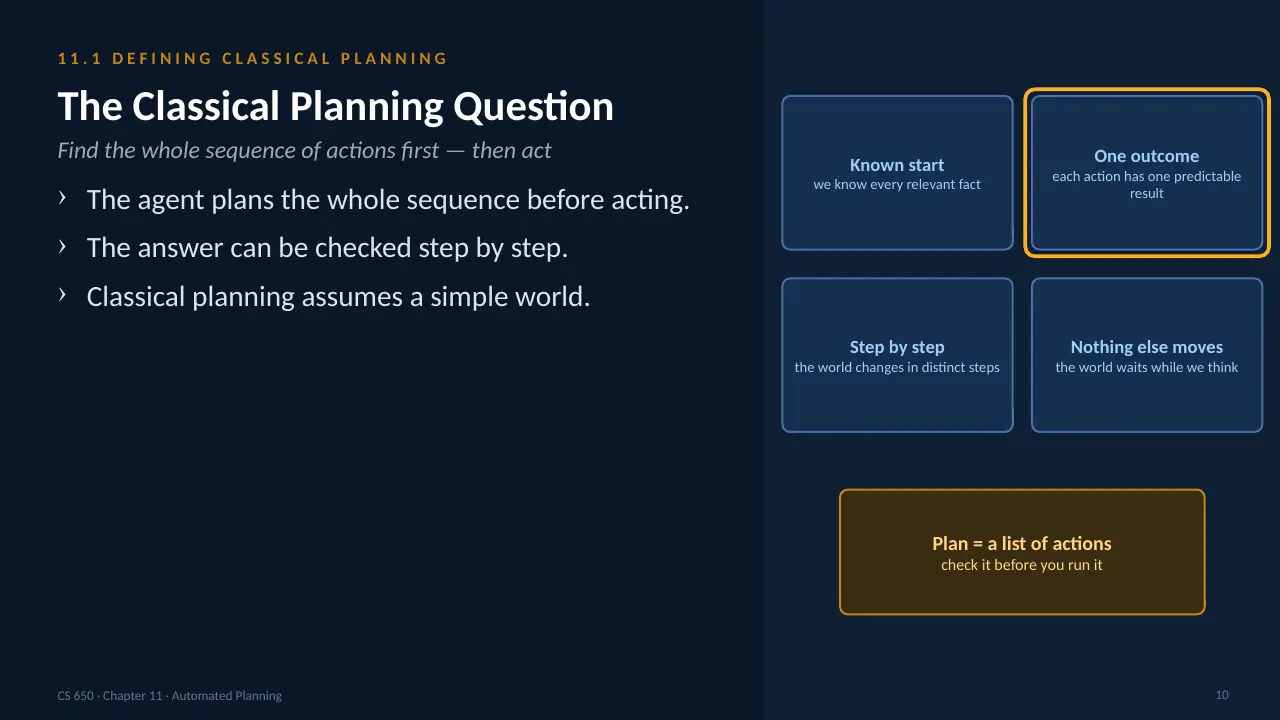 11.1 DEFINING CLASSICAL PLANNING
The Classical Planning Question
Find the whole sequence of actions first — then act
› The agent plans the whole sequence before acting.
› The answer can be checked step by step.
› Classical planning assumes a simple world.
Known start
we know every relevant fact
One outcome
each action has one predictable
result
Step by step
the world changes in distinct steps
Nothing else moves
the world waits while we think
Plan = a list of actions
check it before you run it
CS 650 · Chapter 11 · Automated Planning
10